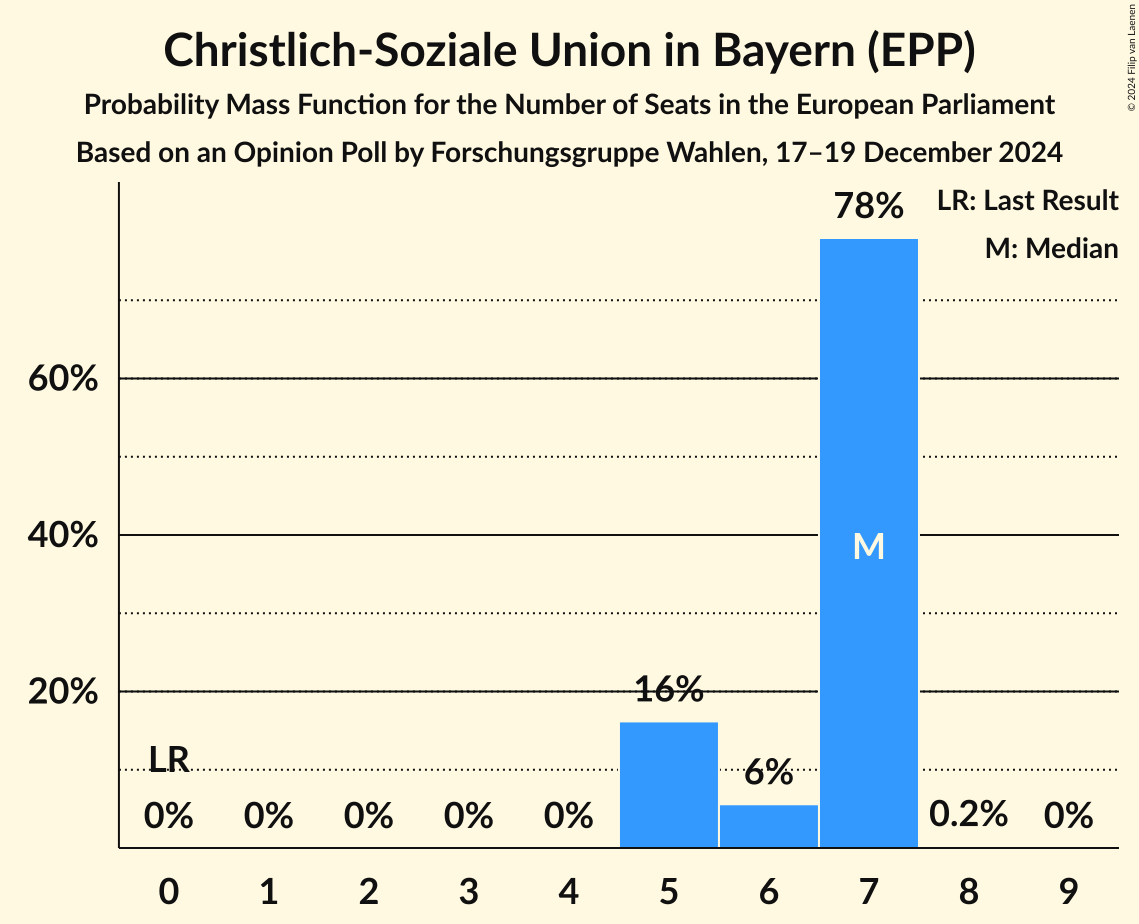 Christlich-Soziale Union in Bayern (EPP)
Probability Mass Function for the Number of Seats in the European Parliament
Based on an Opinion Poll by Forschungsgruppe Wahlen, 17–19 December 2024
© 2024 Filip van Laenen
LR: Last Result
M: Median
78%
60%
40%
M
20%
16%
LR
6%
0% 0% 0% 0% 0% 0.2% 0%
0 1 2 3 4 5 6 7 8 9